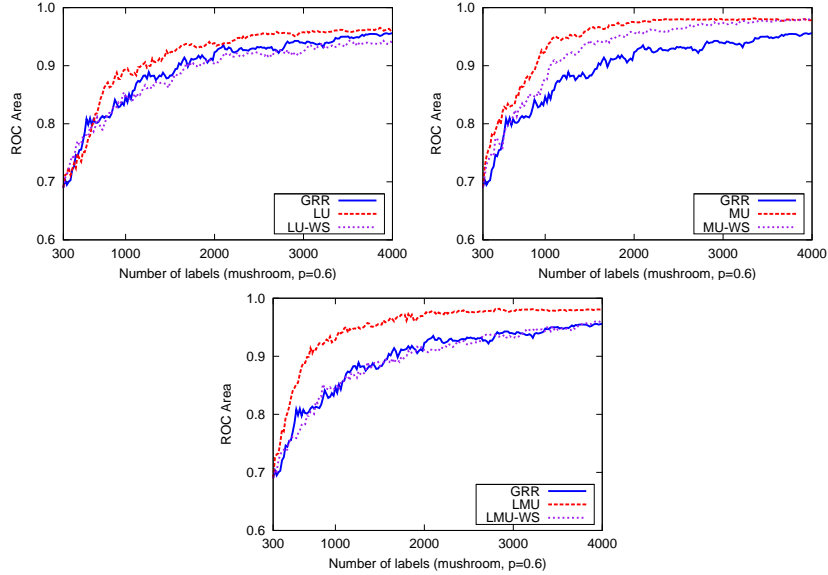 1.0
0.9
0.8
0.7
0.6
ROC Area
300 1000 2000 3000 4000
Number of labels (mushroom, p=0.6)
GRR
LU
LU-WS
1.0
0.9
0.8
0.7
0.6
ROC Area
300 1000 2000 3000 4000
Number of labels (mushroom, p=0.6)
GRR
MU
MU-WS
1.0
0.9
0.8
0.7
0.6
ROC Area
300 1000 2000 3000 4000
Number of labels (mushroom, p=0.6)
GRR
LMU
LMU-WS